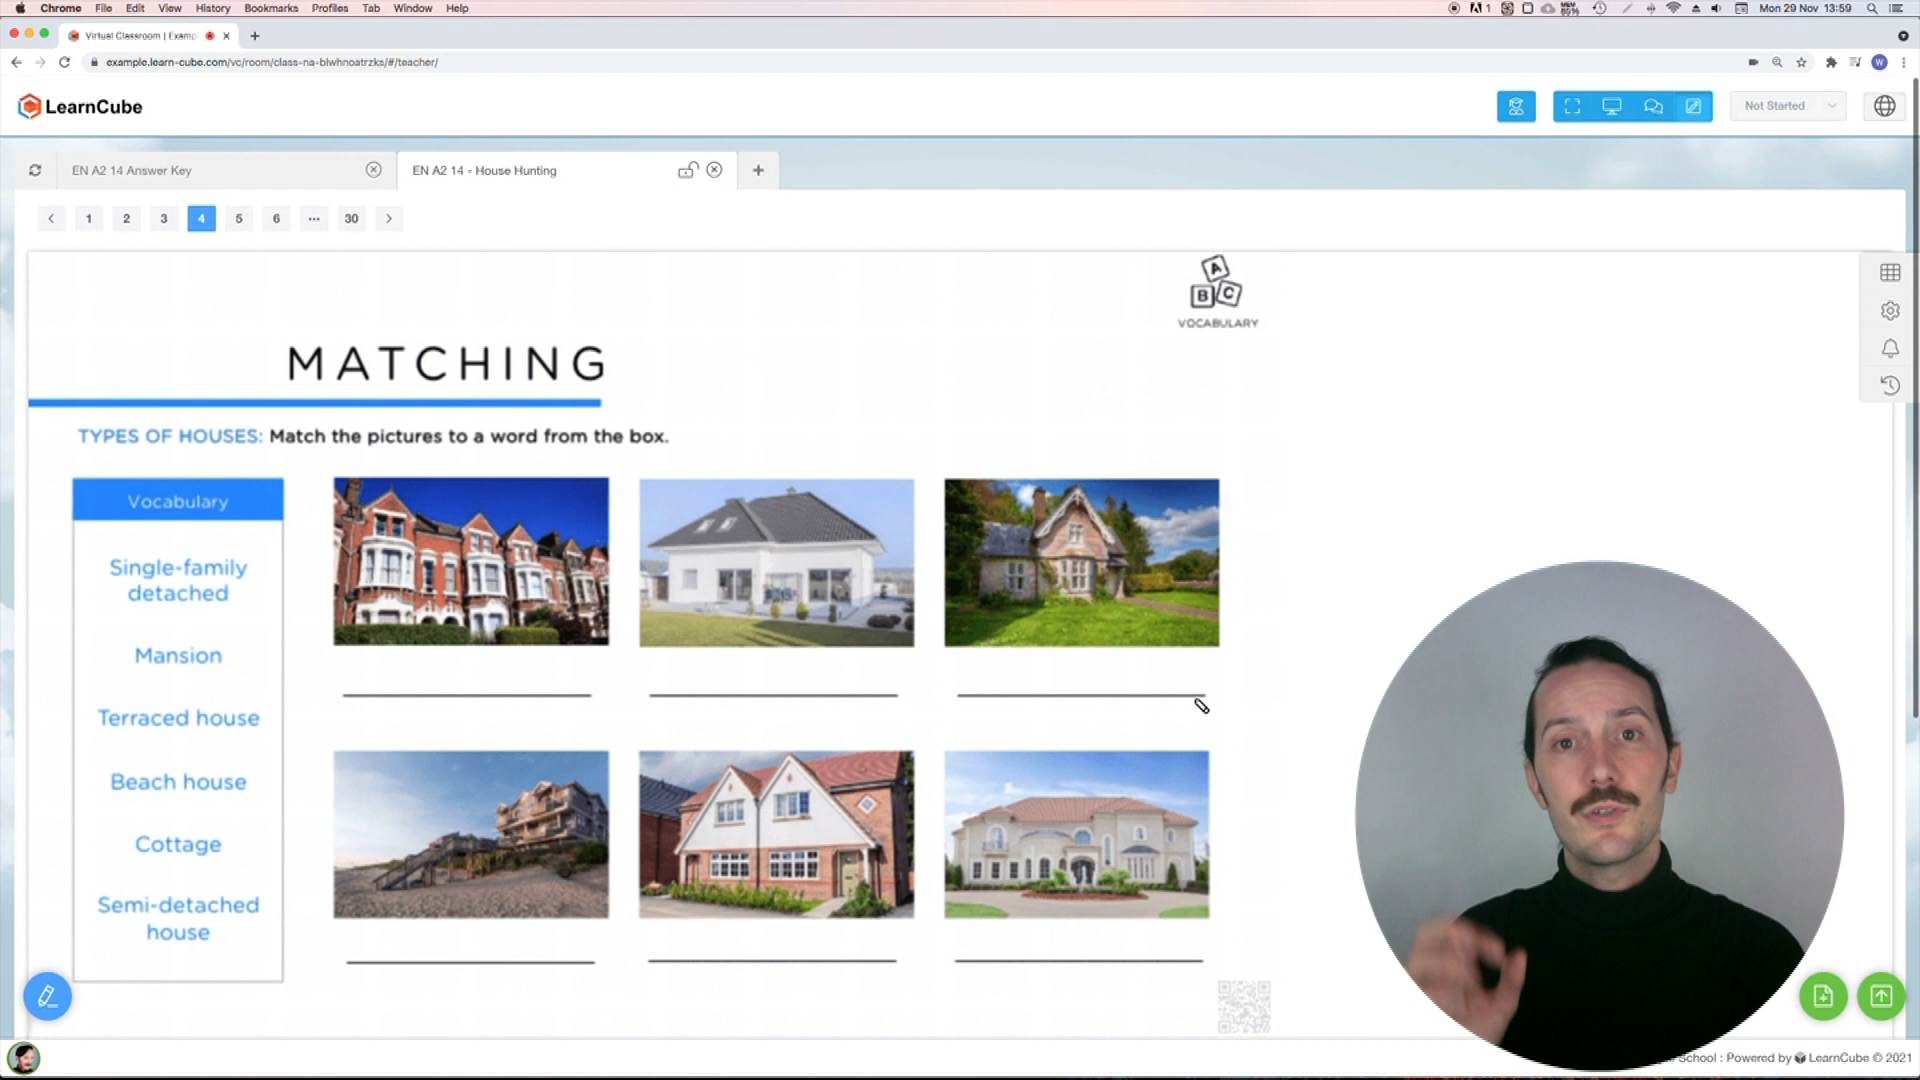 Chrome File Edit View History Bookmarks Profiles Tab Window Help
1 MEM 85% Mon 29 Nov 13:59
Virtual Classroom | Examp
example.learn-cube.com/vc/room/class-na-blwhnoatrzks/#/teacher/
W
LearnCube
Not Started
EN A2 14 Answer Key
EN A2 14 - House Hunting
1 2 3 4 5 6 ••• 30
A
B C
VOCABULARY
MATCHING
TYPES OF HOUSES: Match the pictures to a word from the box.
Vocabulary
Single-family
detached
Mansion
Terraced house
Beach house
Cottage
Semi-detached
house
School : Powered by LearnCube © 2021